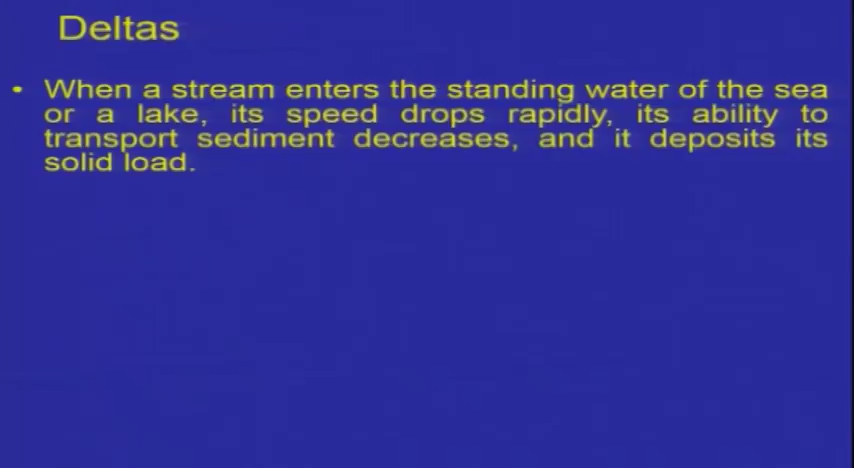 Deltas
• When a stream enters the standing water of the sea
or a lake, its speed drops rapidly, its ability to
transport sediment decreases, and it deposits its
solid load.